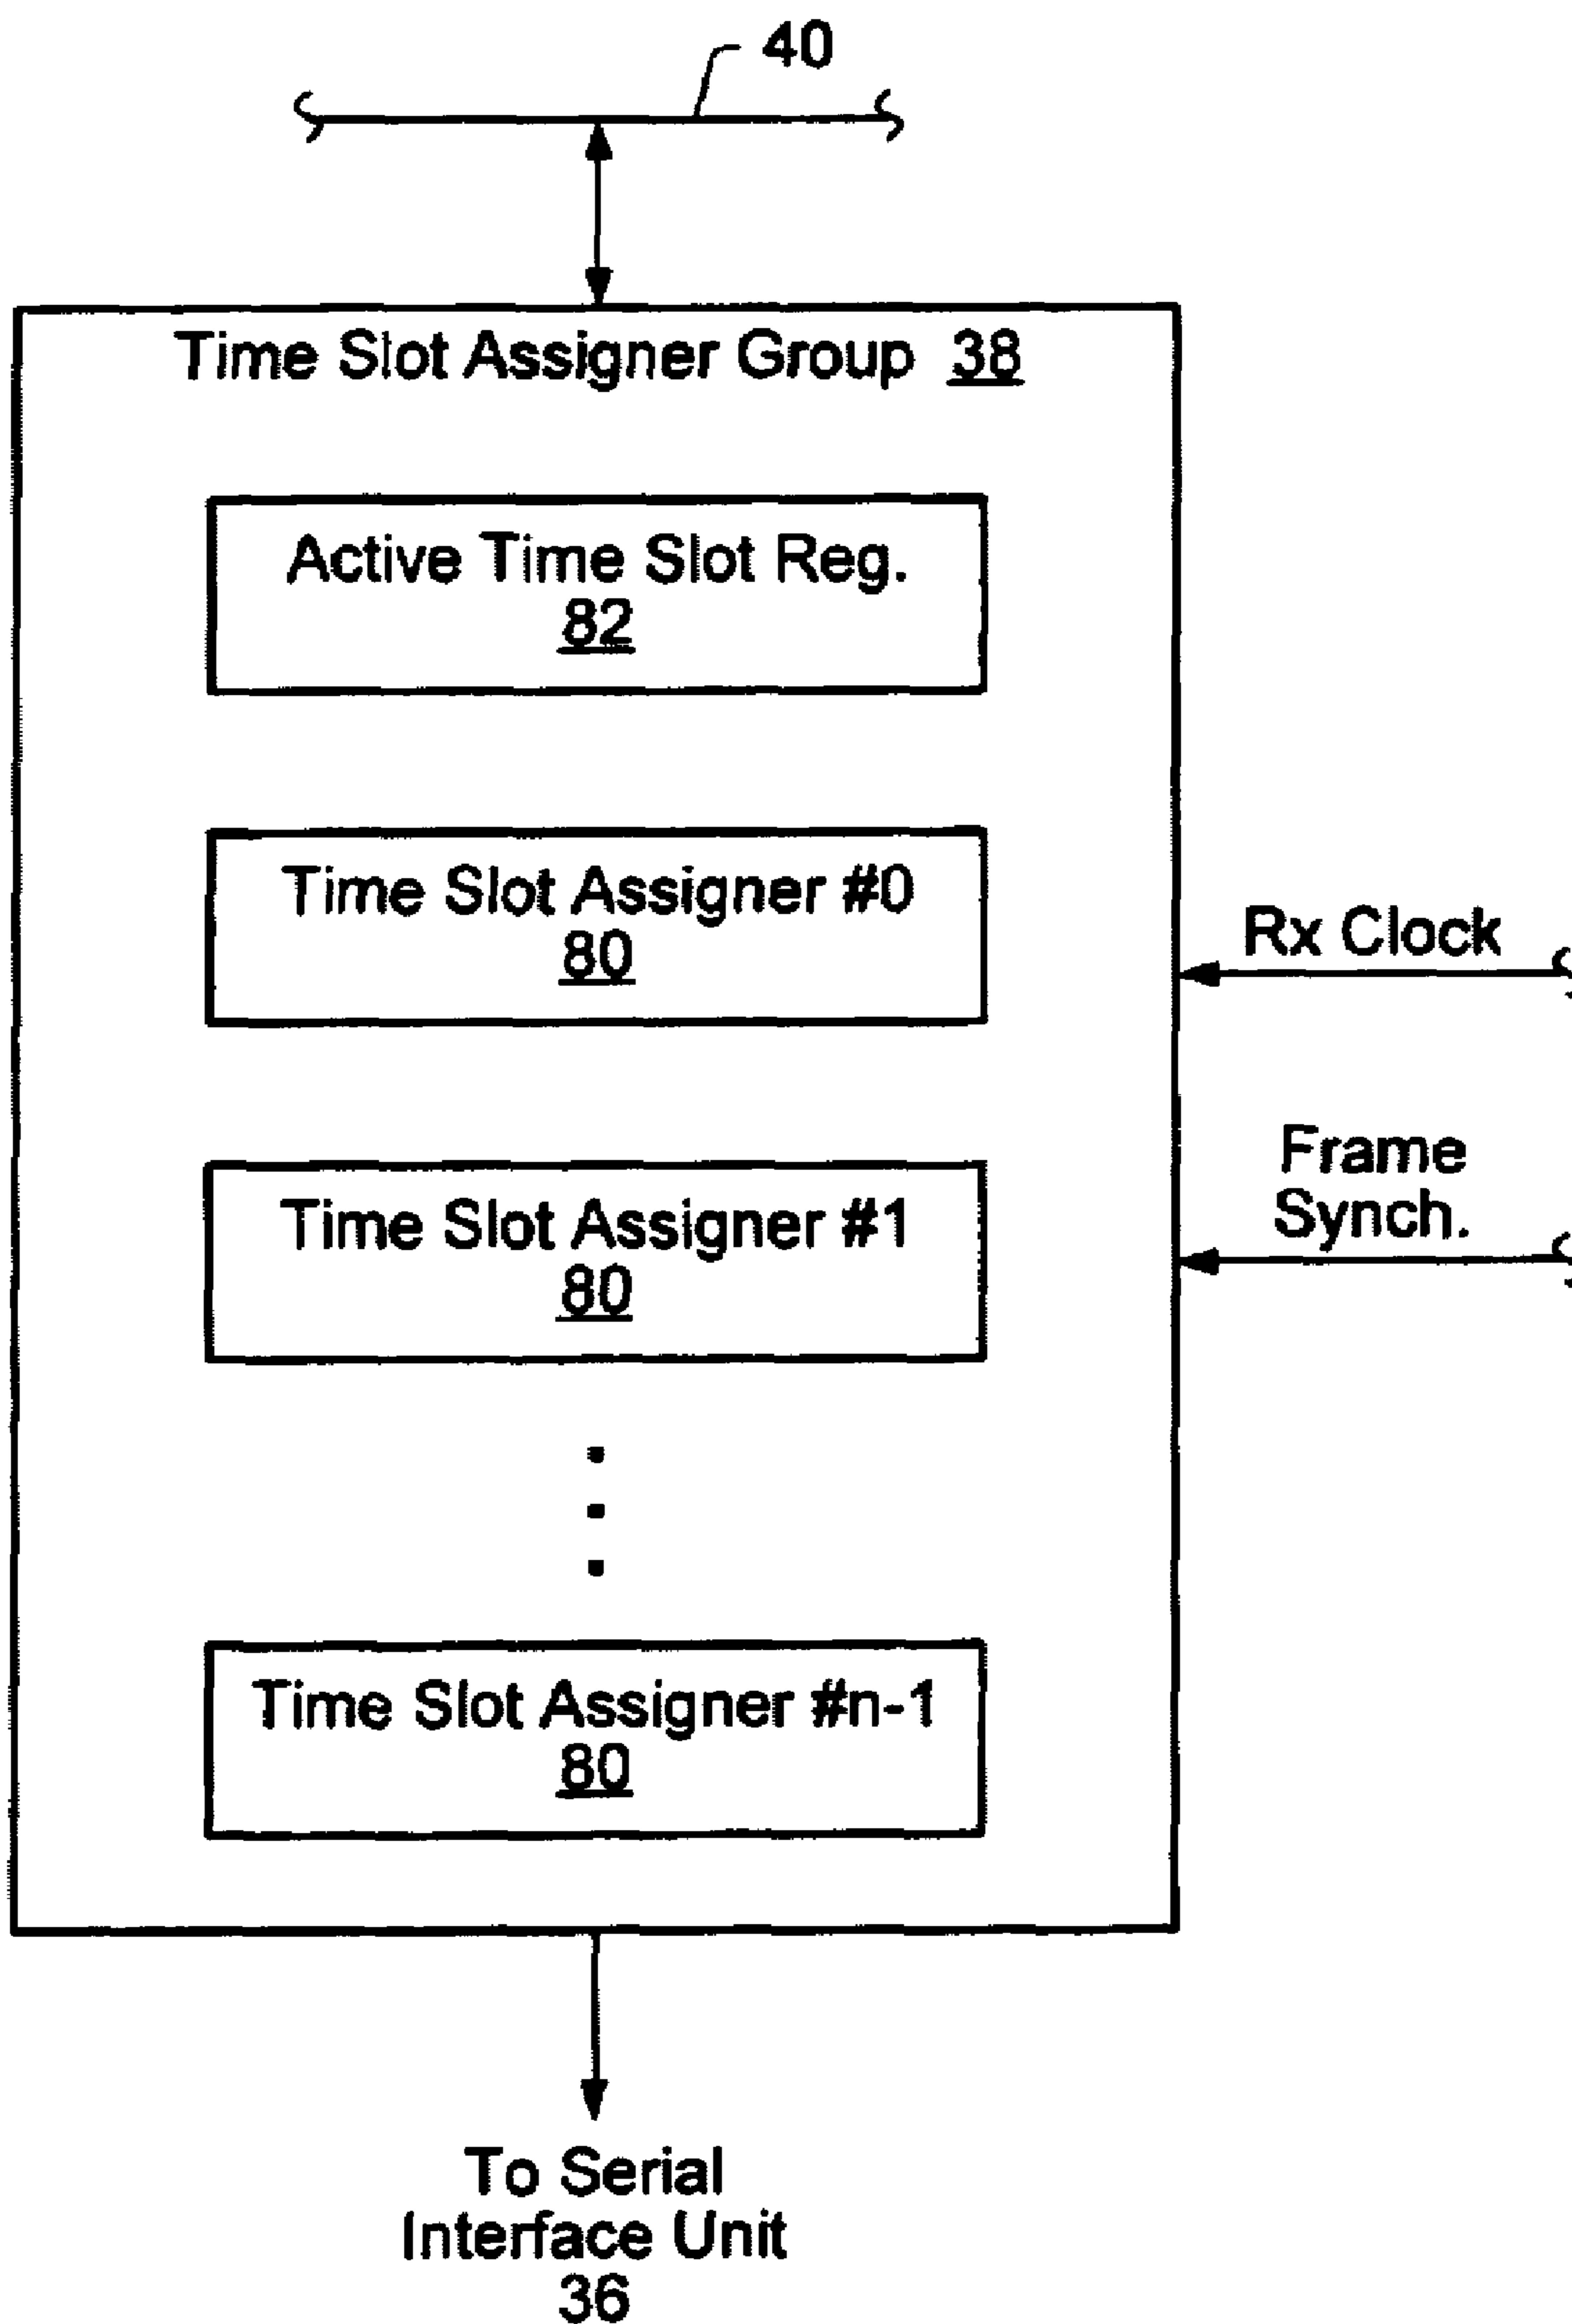 40
Time Slot Assigner Group 38
Active Time Slot Reg.
82
Time Slot Assigner #0
80
Rx Clock
Time Slot Assigner #1
80
Frame
Synch.
Time Slot Assigner #n-1
80
To Serial
Interface Unit
36